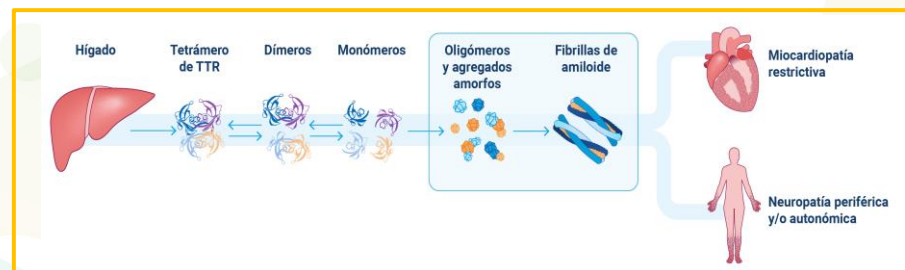 Hígado
Tetrámero
de TTR
Dímeros
Monómeros
Oligómeros
y agregados
amorfos
Fibrillas de
amiloide
Miocardiopatía
restrictiva
Neuropatía periférica
y/o autonómica